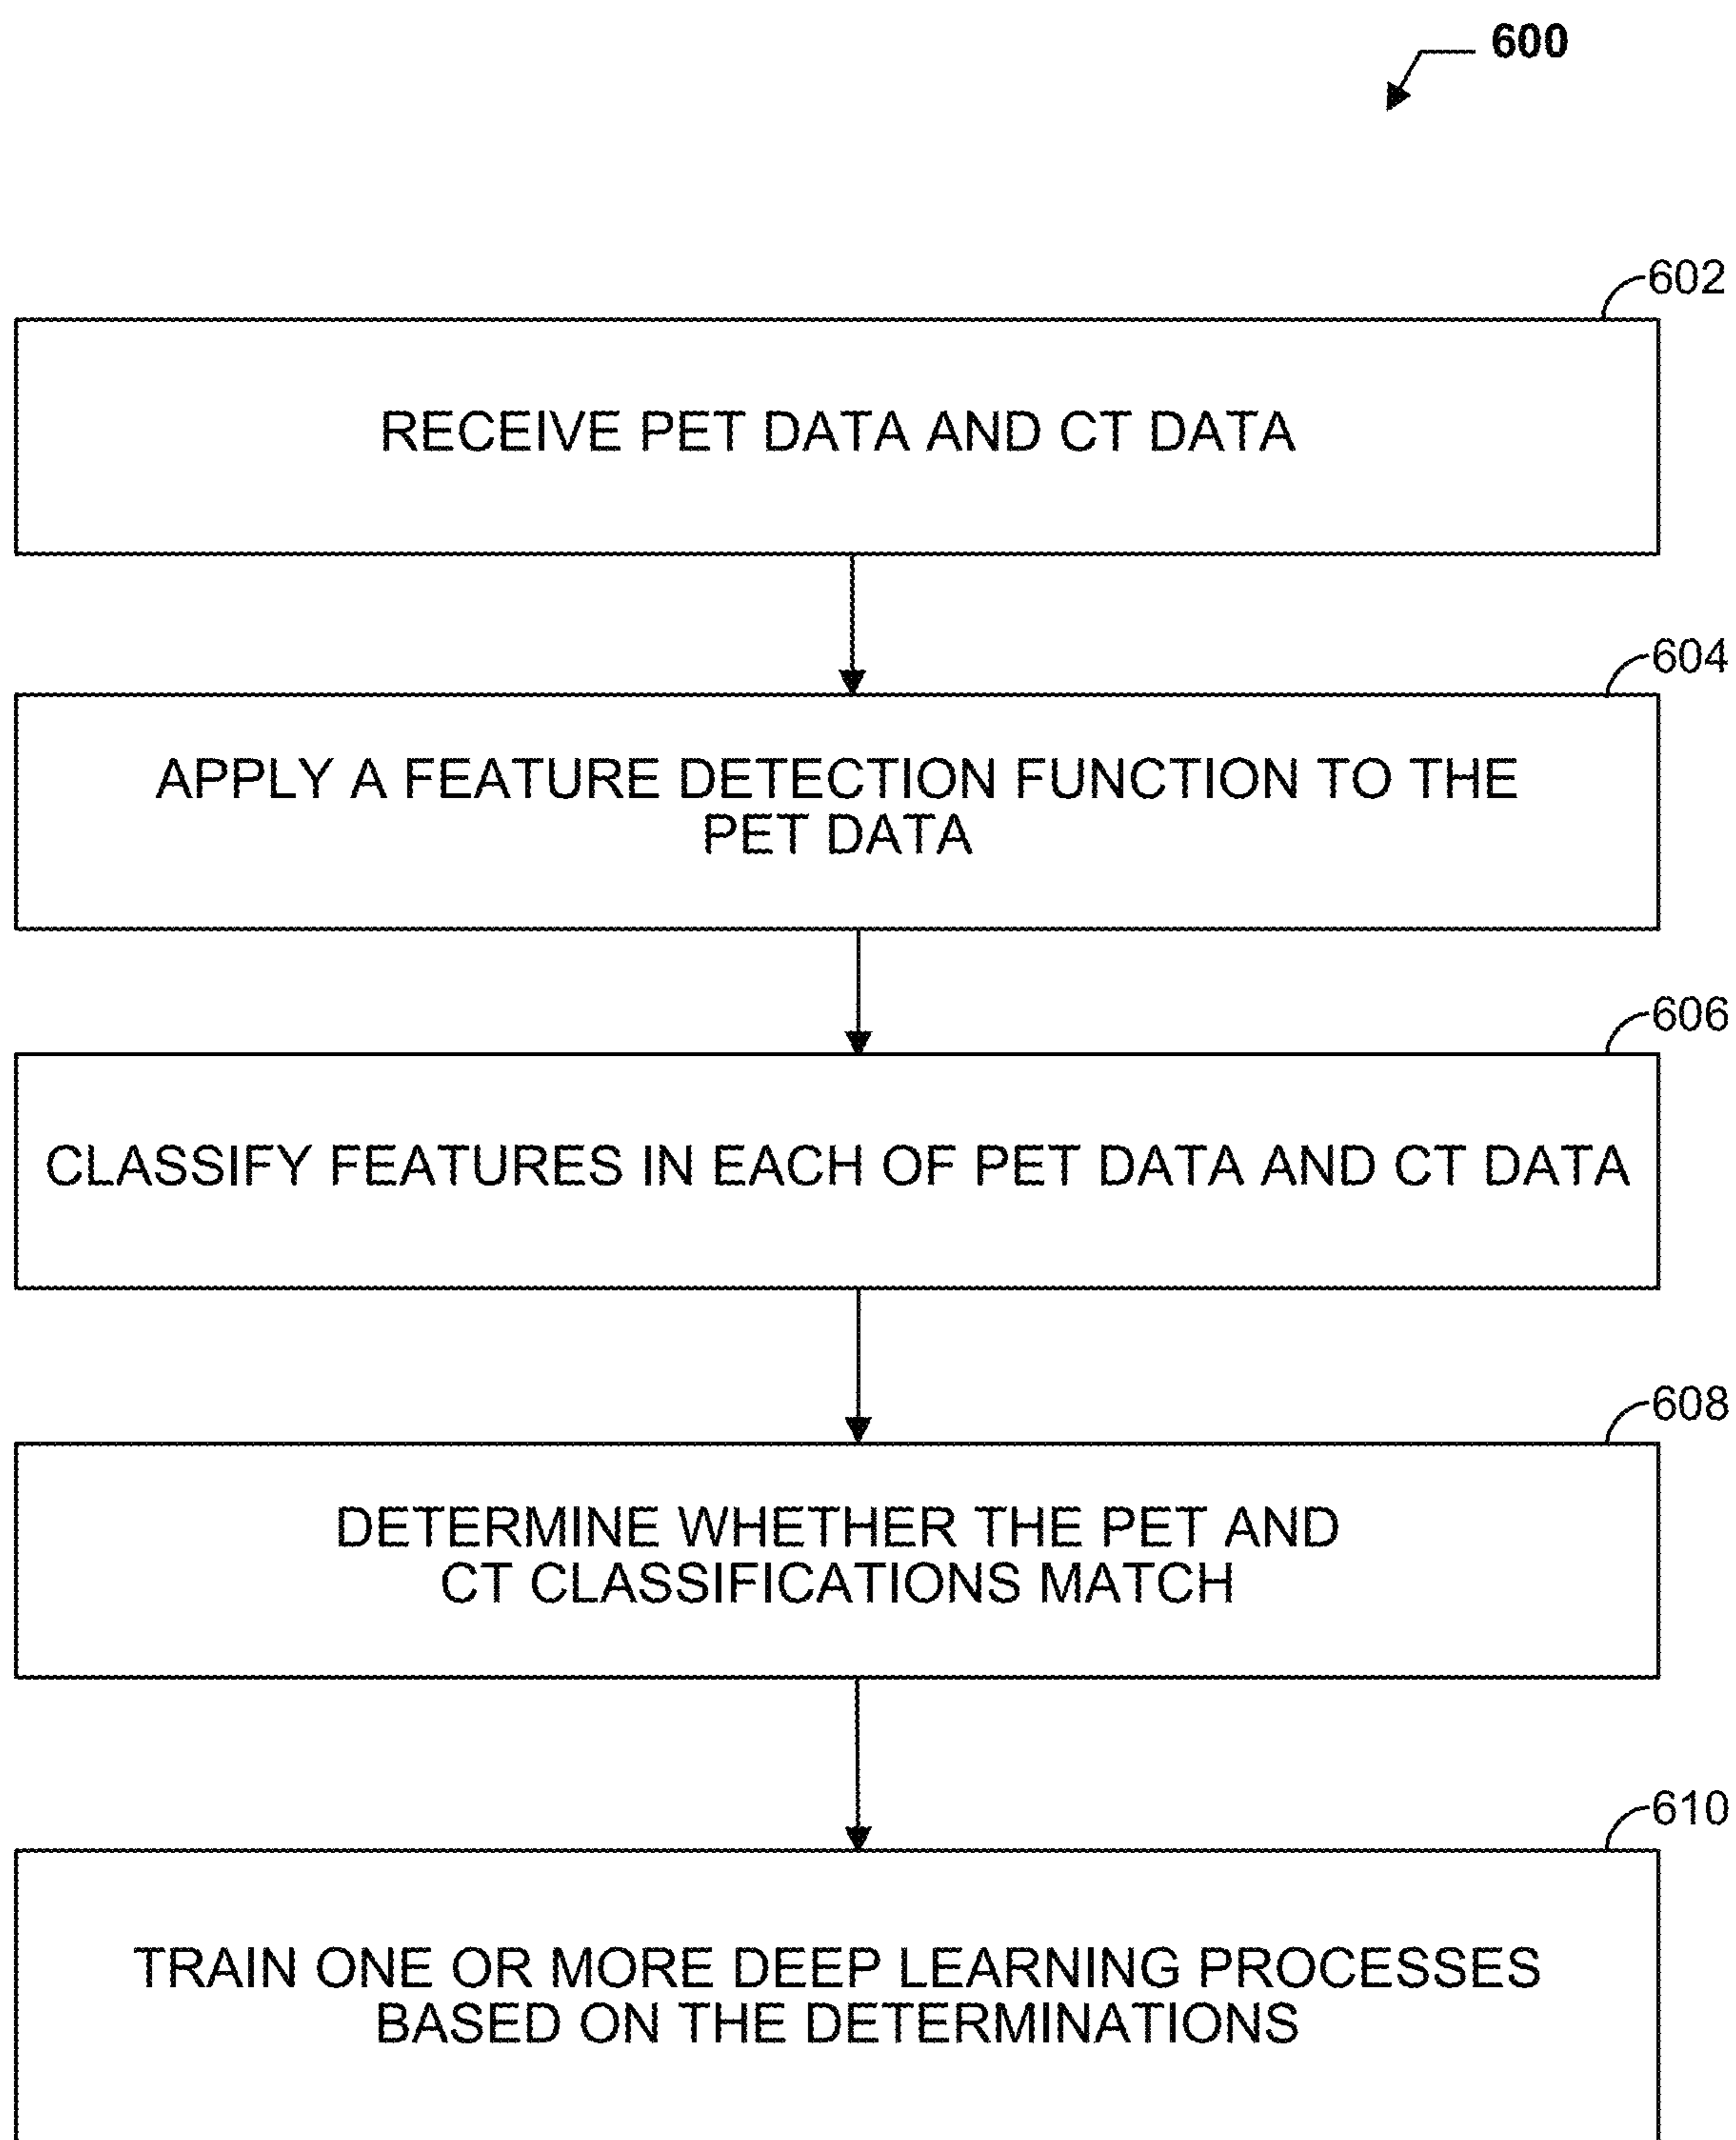 600
602
RECEIVE PET DATA AND CT DATA
604
APPLY A FEATURE DETECTION FUNCTION TO THE
PET DATA
606
CLASSIFY FEATURES IN EACH OF PET DATA AND CT DATA
608
DETERMINE WHETHER THE PET AND
CT CLASSIFICATIONS MATCH
610
TRAIN ONE OR MORE DEEP LEARNING PROCESSES
BASED ON THE DETERMINATIONS